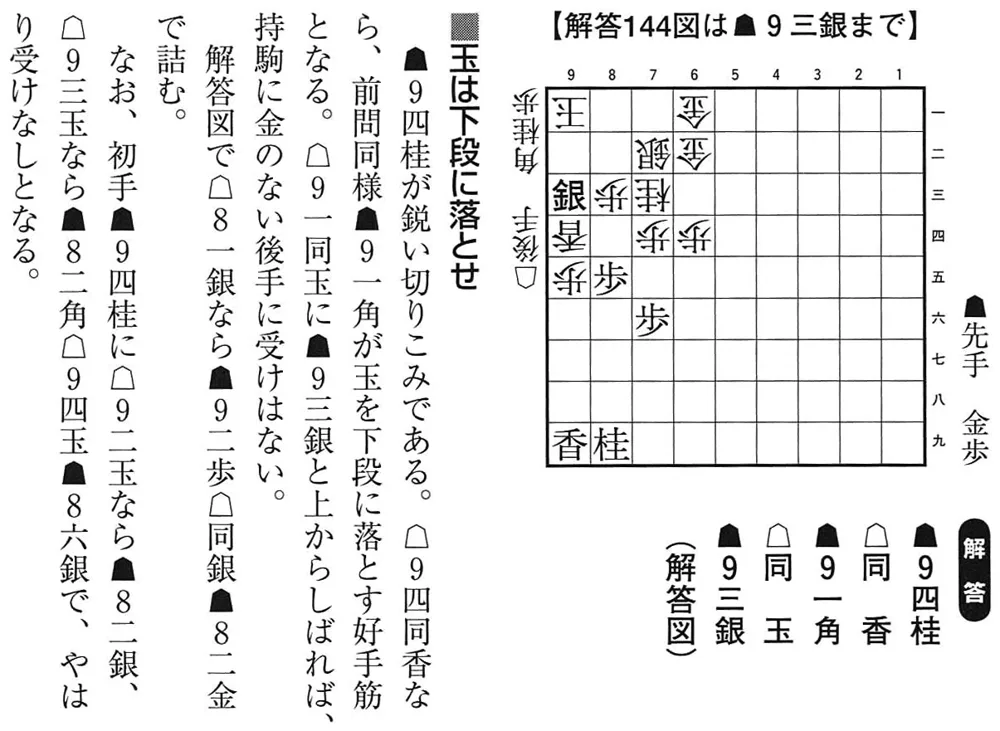 【解答144図は☗９三銀まで】
９ ８ ７ ６ ５ ４ ３ ２ １
王 金 一
銀 金 二
銀 歩 桂 三
香 歩 歩 四
歩 歩 五
歩 六
七
八
香 桂 九
☗先手　金歩
☖後手　角桂歩
解答
☗９四桂
☖同　香
☗９一角
☖同　玉
☗９三銀
（解答図）
■玉は下段に落とせ
☗９四桂が鋭い切りこみである。☖９四同香な
ら、前問同様☗９一角が玉を下段に落とす好手筋
となる。☖９一同玉に☗９三銀と上からしばれば、
持駒に金のない後手に受けはない。
解答図で☖８一銀なら☗９二歩☖同銀☗８二金
で詰む。
なお、初手☗９四桂に☖９二玉なら☗８二銀、
☖９三玉なら☗８二角☖９四玉☗８六銀で、やは
り受けなしとなる。